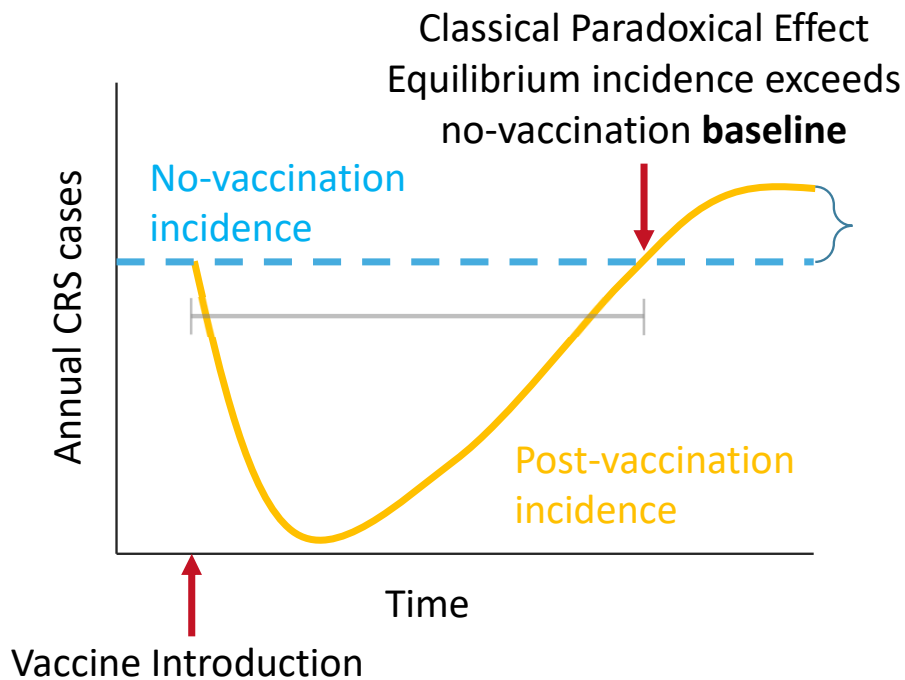 Classical Paradoxical Effect
Equilibrium incidence exceeds
no-vaccination baseline
No-vaccination
incidence
Annual CRS cases
Post-vaccination
incidence
Time
Vaccine Introduction